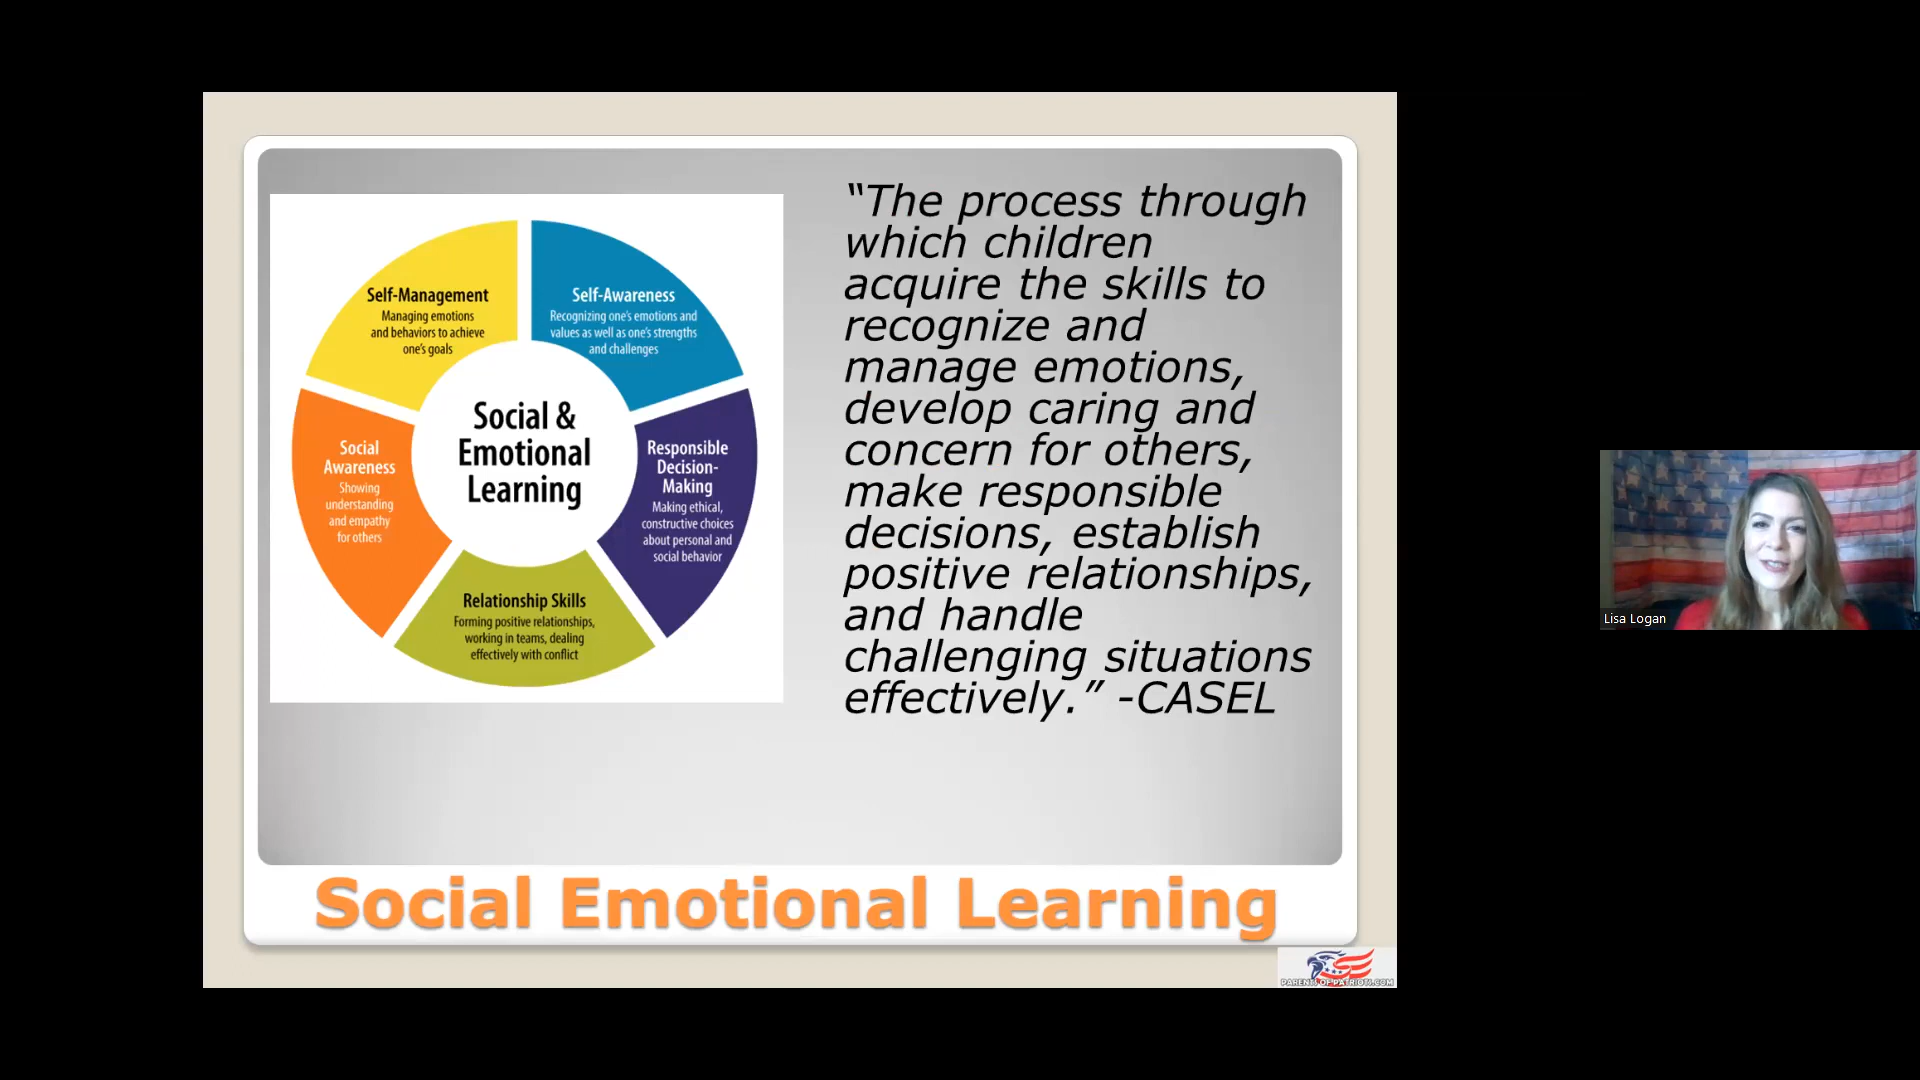 Self-Management
Managing emotions
and behaviors to achieve
one's goals
Self-Awareness
Recognizing one's emotions and
values as well as one's strengths
and challenges
Social &
Emotional
Learning
Social
Awareness
Showing
understanding
and empathy
for others
Responsible
Decision-
Making
Making ethical,
constructive choices
about personal and
social behavior
Relationship Skills
Forming positive relationships,
working in teams, dealing
effectively with conflict
“The process through
which children
acquire the skills to
recognize and
manage emotions,
develop caring and
concern for others,
make responsible
decisions, establish
positive relationships,
and handle
challenging situations
effectively.” -CASEL
Social Emotional Learning
PARENTSOFPATRIOTS.COM
Lisa Logan